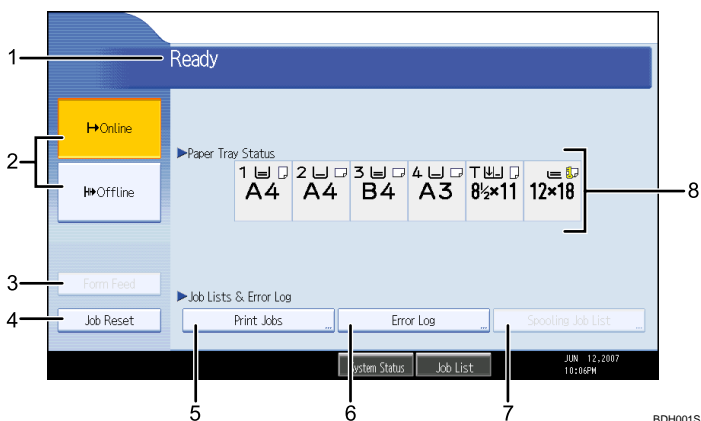 1
Ready
Online
2
Offline
▶Paper Tray Status
1 2 3 4 T
A4 A4 B4 A3 8½×11 12×18
8
3
Form Feed
▶Job Lists & Error Log
4
Job Reset
Print Jobs ...
Error Log ...
Spooling Job List ...
System Status
Job List
JUN 12,2007
10:06PM
5
6
7
BDH001S